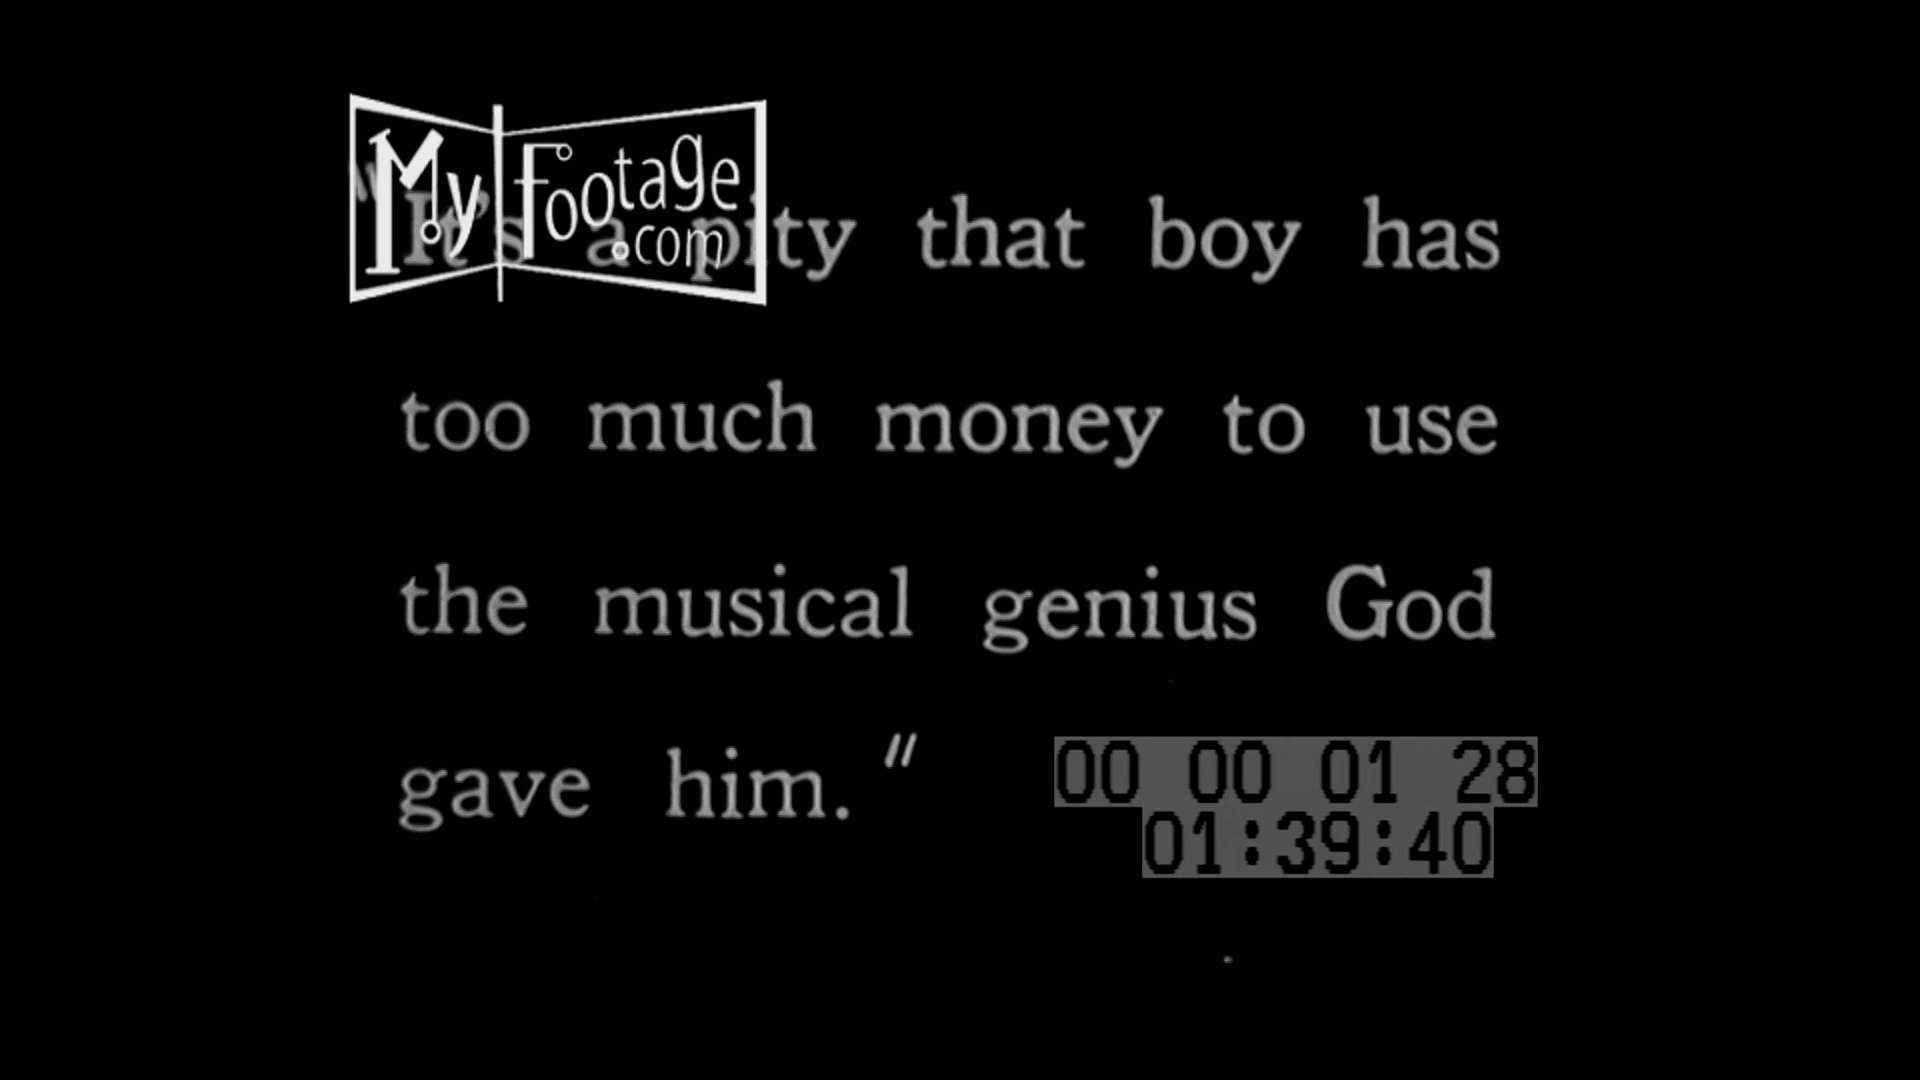 My Footage
.com
"It's a pity that boy has
too much money to use
the musical genius God
gave him."
00 00 01 28
01:39:40